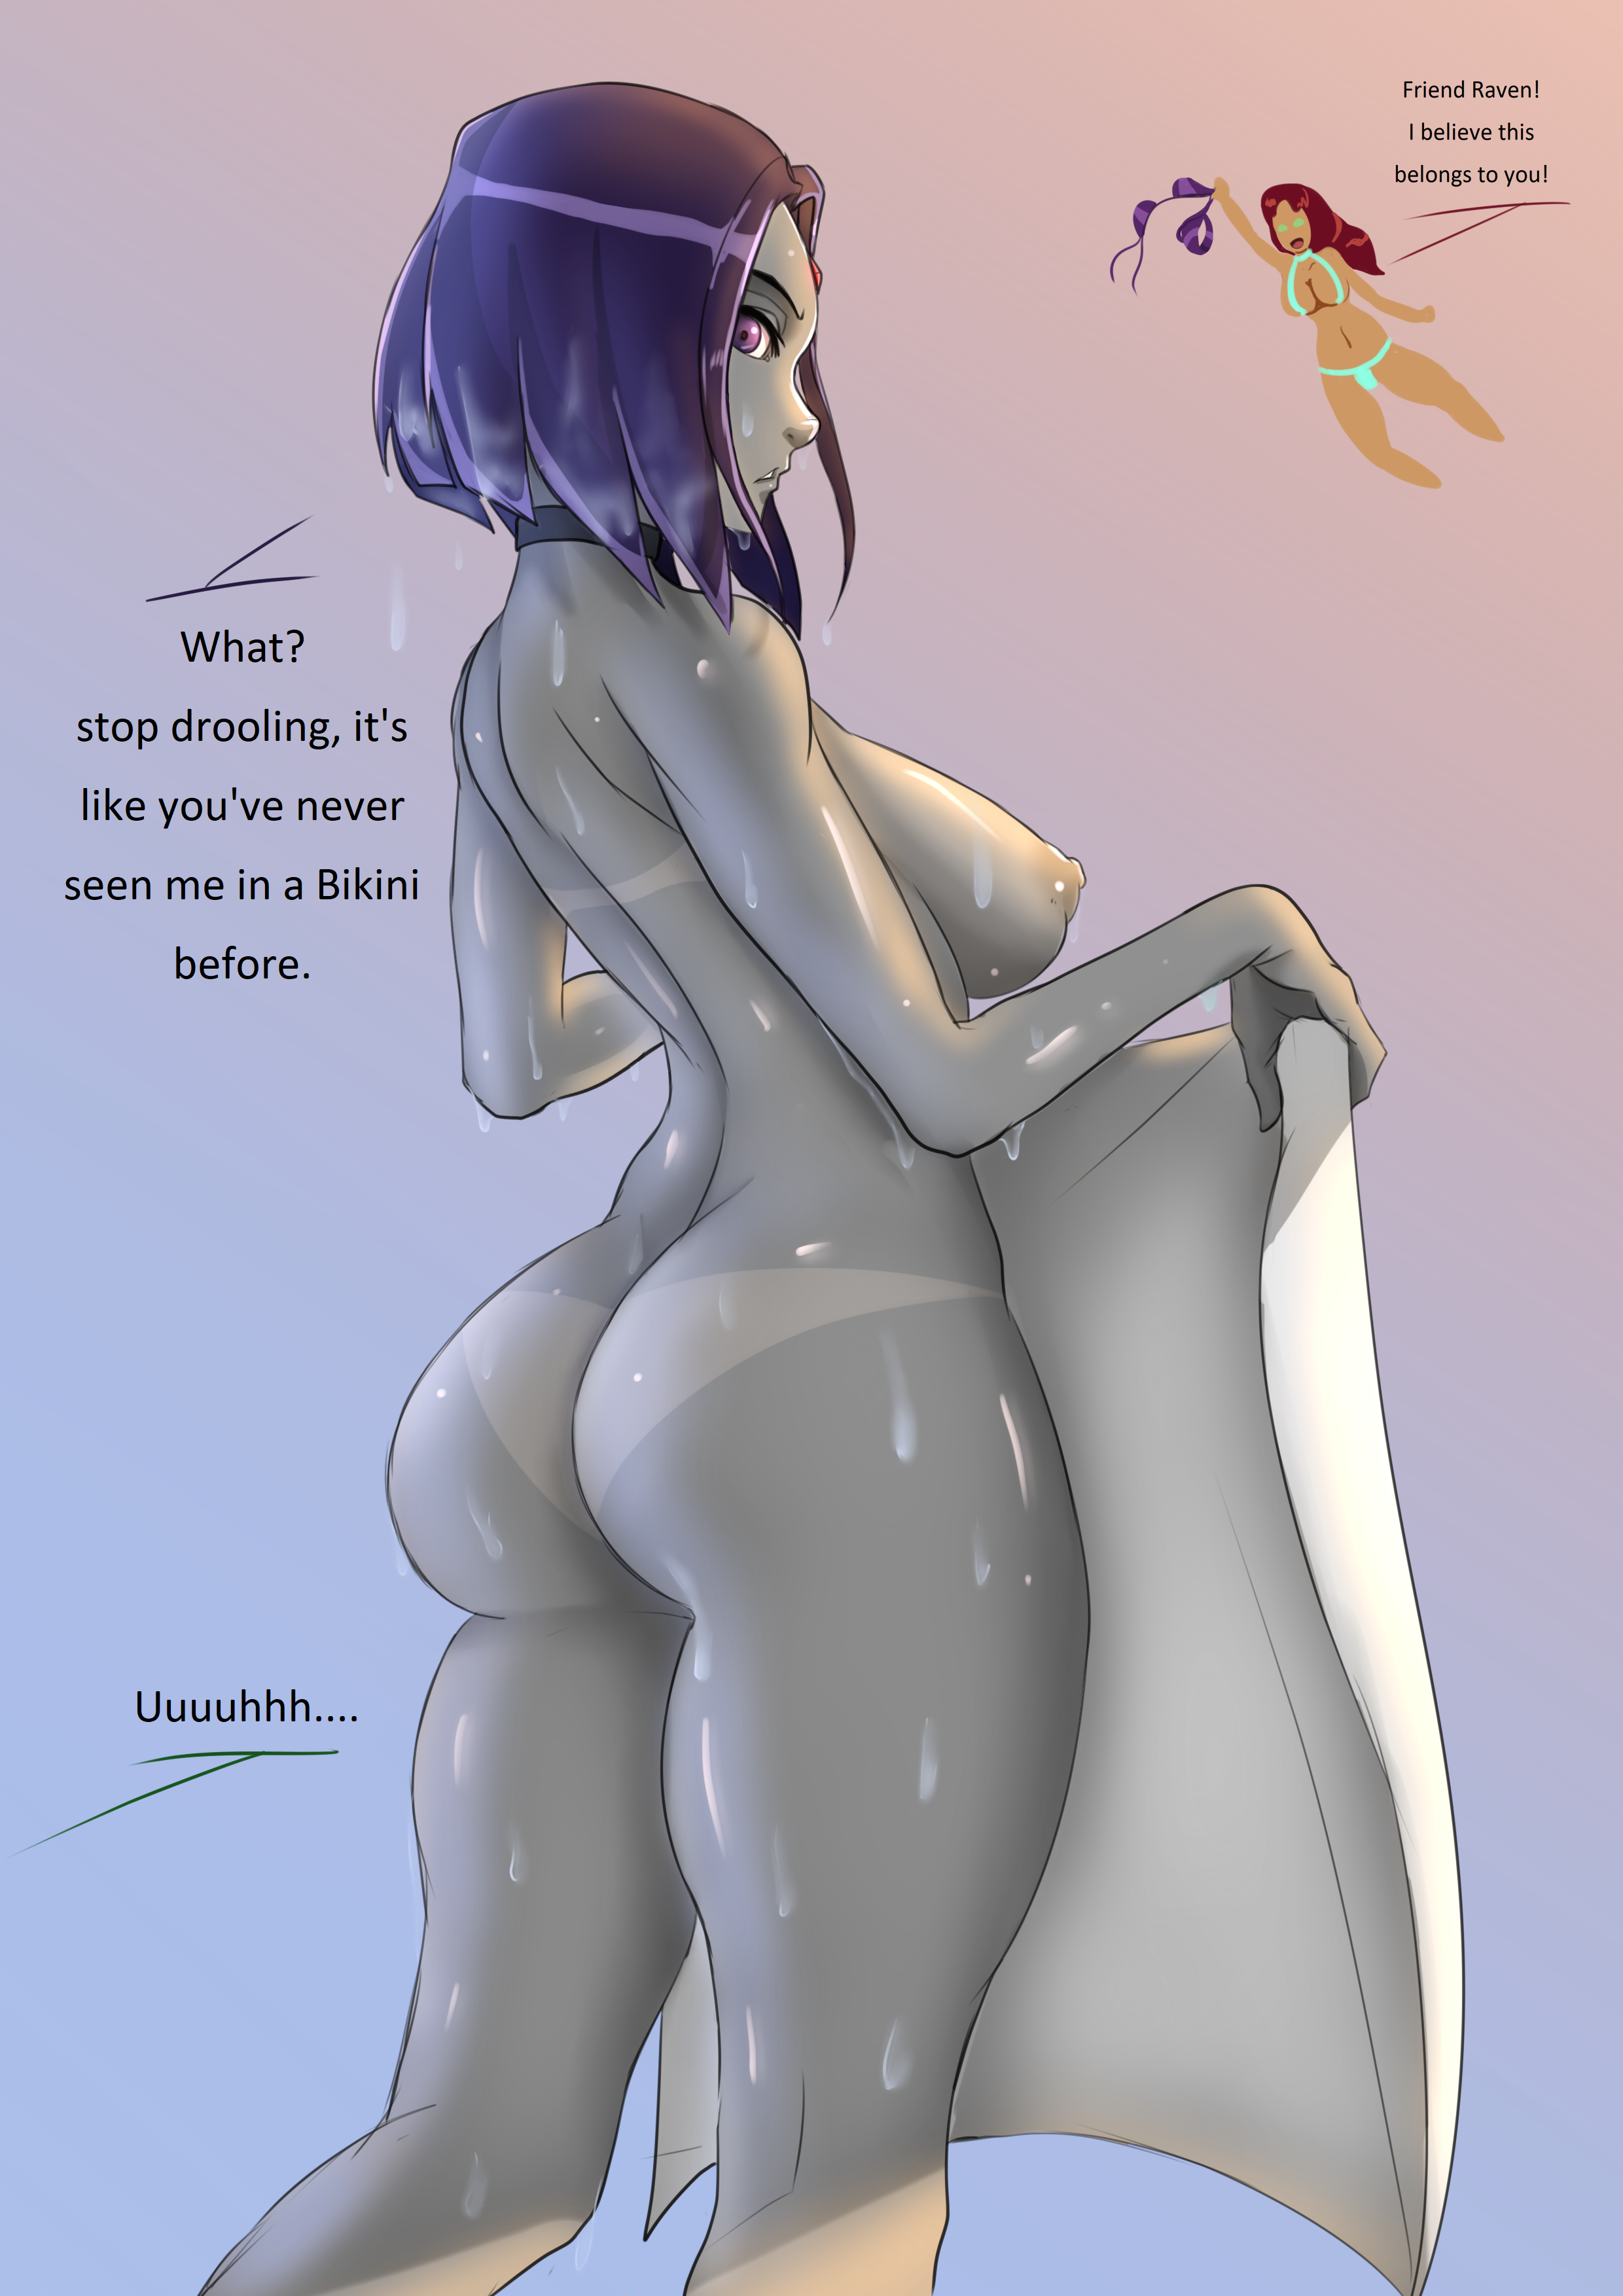 Friend Raven!
I believe this
belongs to you!
What?
stop drooling, it's
like you've never
seen me in a Bikini
before.
Uuuuhhh....